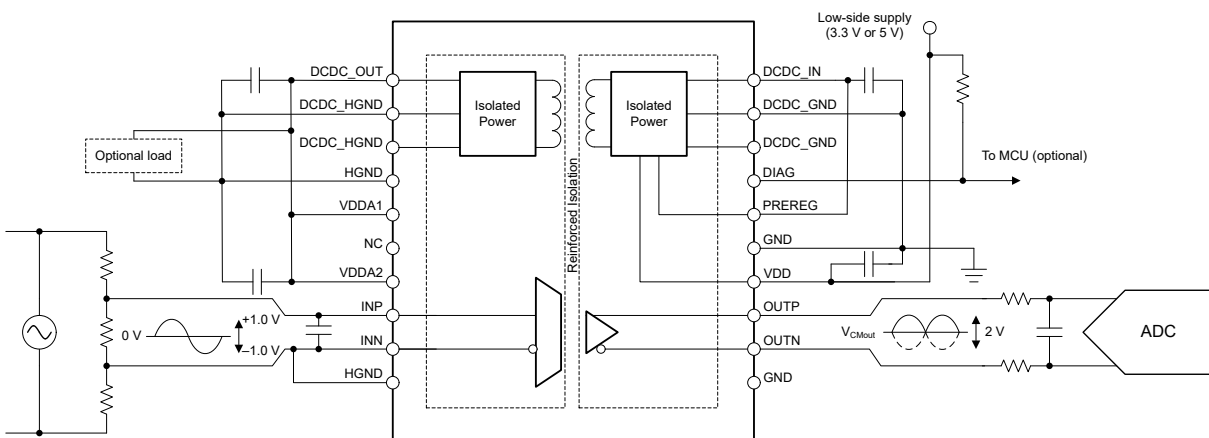 Low-side supply
(3.3 V or 5 V)
DCDC_OUT
DCDC_HGND
DCDC_HGND
HGND
VDDA1
NC
VDDA2
INP
INN
HGND
Optional load
0 V
+1.0 V
–1.0 V
Isolated
Power
Reinforced Isolation
Isolated
Power
DCDC_IN
DCDC_GND
DCDC_GND
DIAG
PREREG
GND
VDD
OUTP
OUTN
GND
To MCU (optional)
VCMout
2 V
ADC